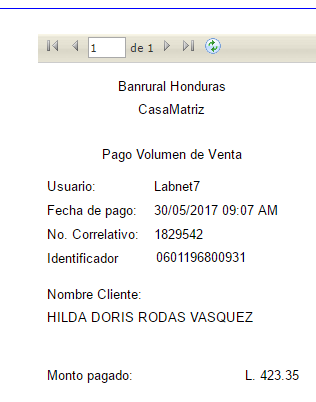 1 de 1
Banrural Honduras
CasaMatriz
Pago Volumen de Venta
Usuario: Labnet7
Fecha de pago: 30/05/2017 09:07 AM
No. Correlativo: 1829542
Identificador 0601196800931
Nombre Cliente:
HILDA DORIS RODAS VASQUEZ
Monto pagado: L. 423.35